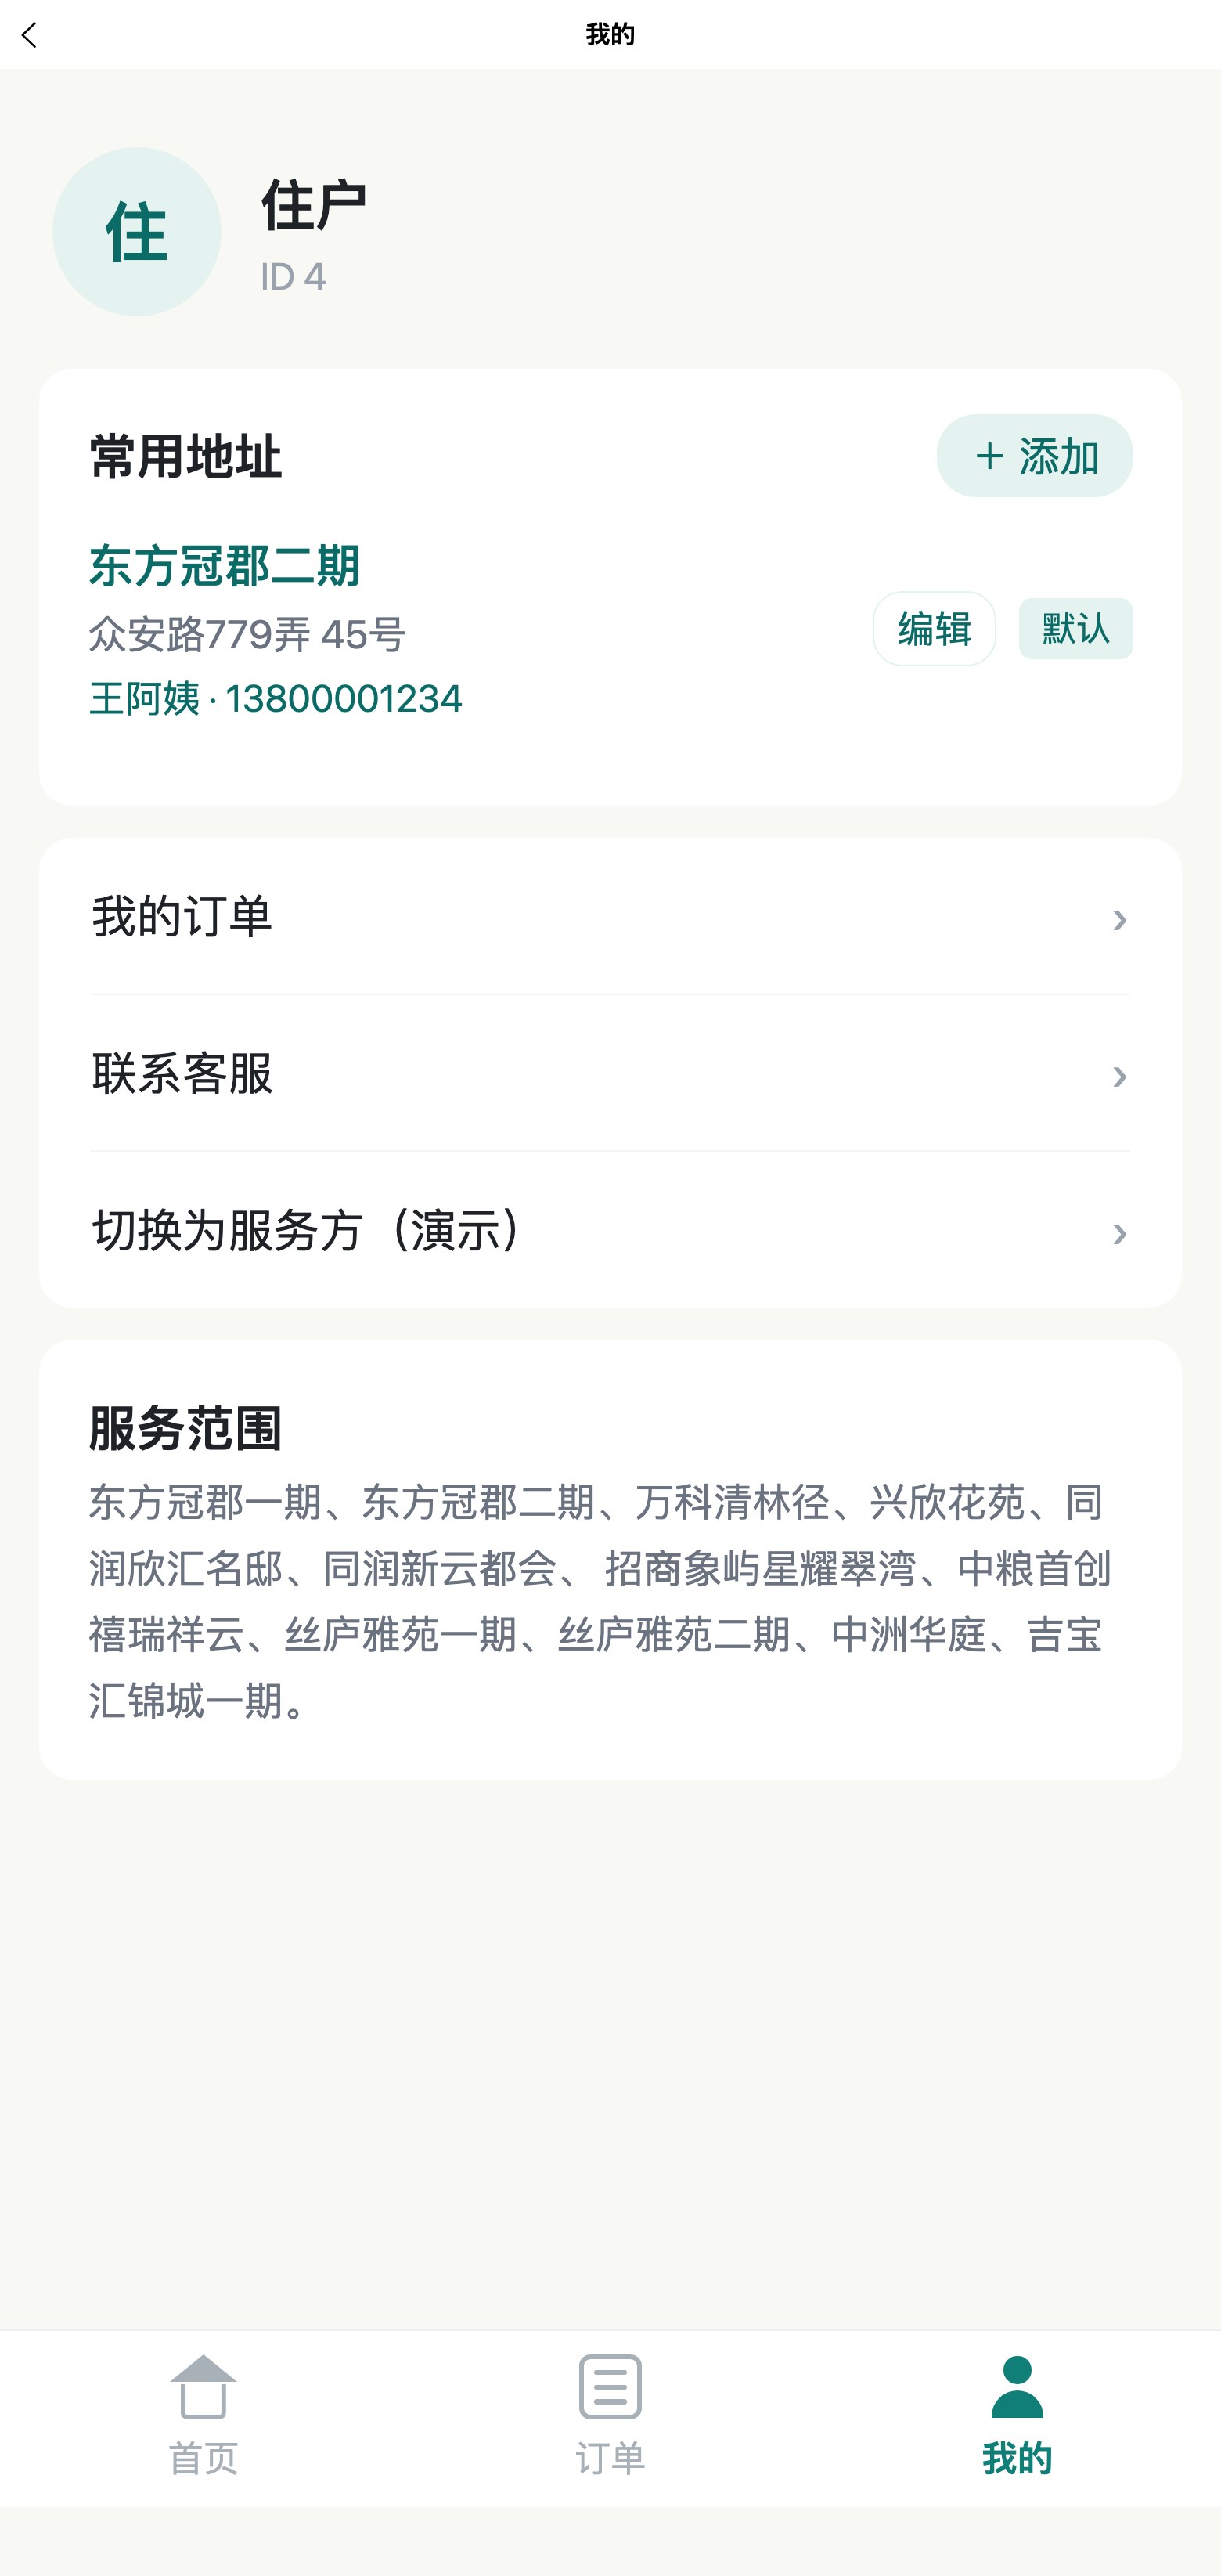 我的
住
住户
ID 4
常用地址
+ 添加
东方冠郡二期
众安路779弄 45号
王阿姨 · 13800001234
编辑
默认
我的订单
›
联系客服
›
切换为服务方（演示）
›
服务范围
东方冠郡一期、东方冠郡二期、万科清林径、兴欣花苑、同
润欣汇名邸、同润新云都会、 招商象屿星耀翠湾、中粮首创
禧瑞祥云、丝庐雅苑一期、丝庐雅苑二期、中洲华庭、吉宝
汇锦城一期。
首页
订单
我的